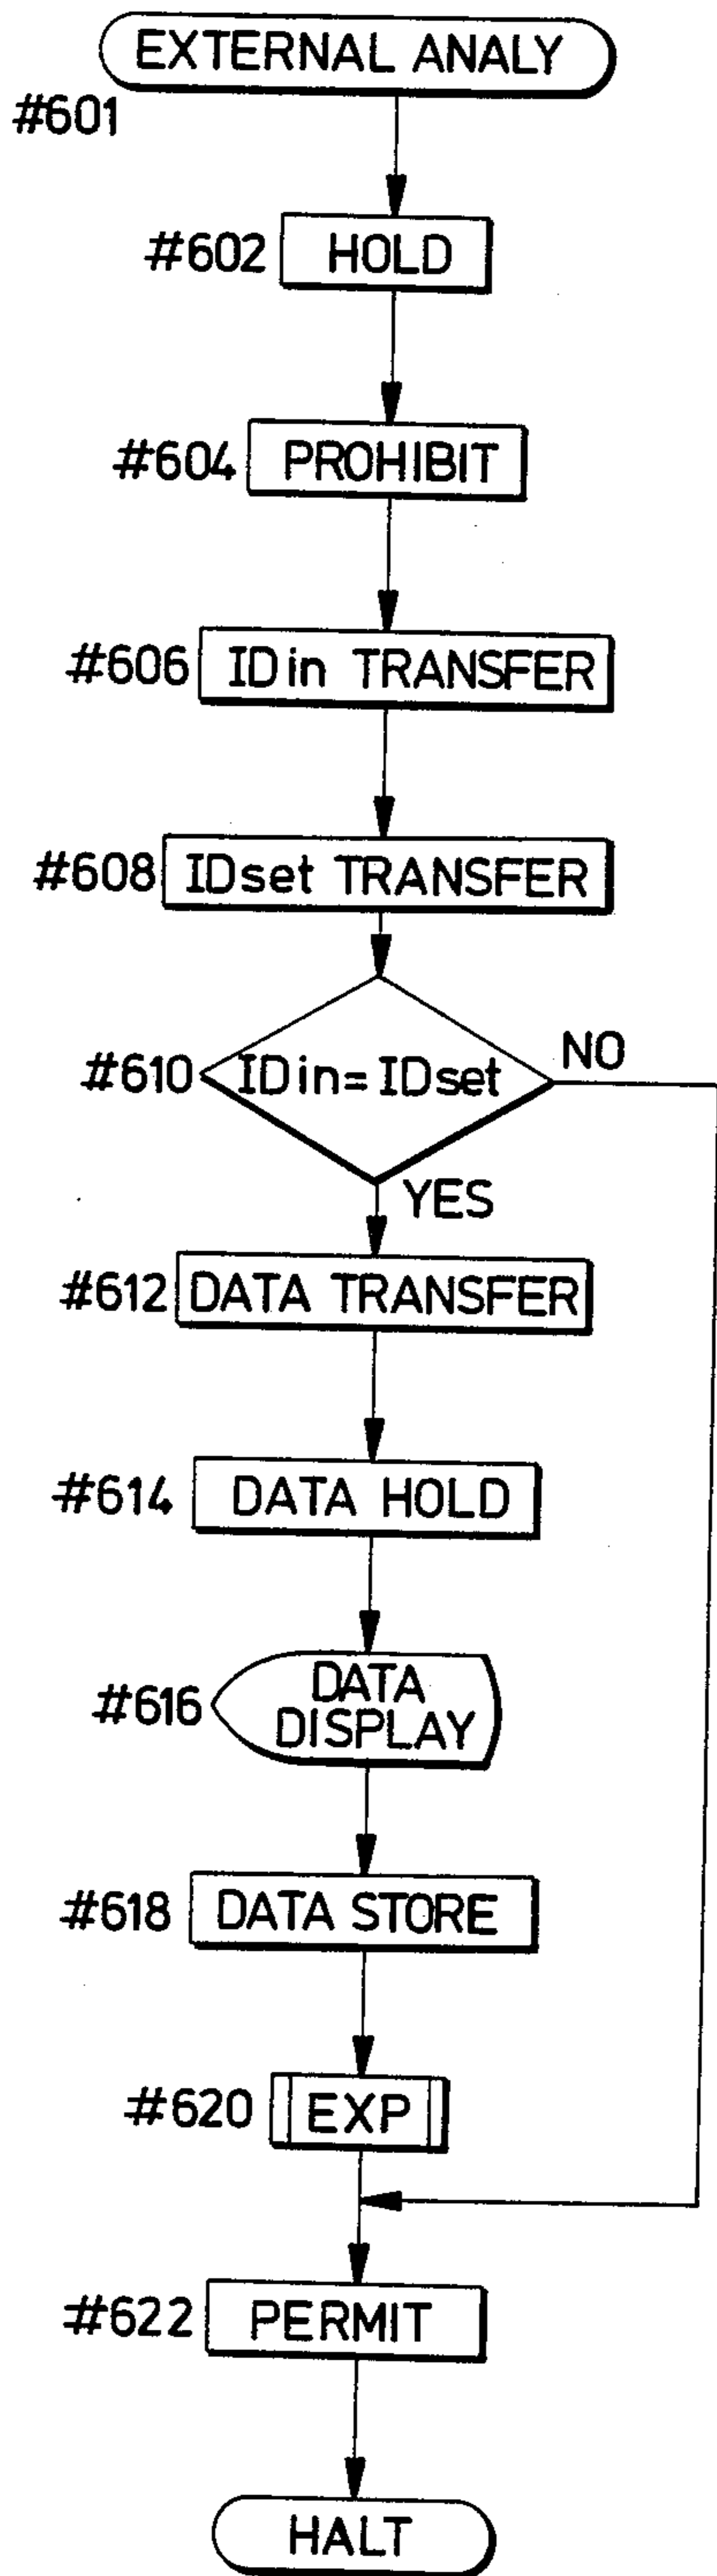 EXTERNAL ANALY
#601
#602 HOLD
#604 PROHIBIT
#606 IDin TRANSFER
#608 IDset TRANSFER
#610 IDin=IDset NO
YES
#612 DATA TRANSFER
#614 DATA HOLD
#616 DATA
DISPLAY
#618 DATA STORE
#620 EXP
#622 PERMIT
HALT